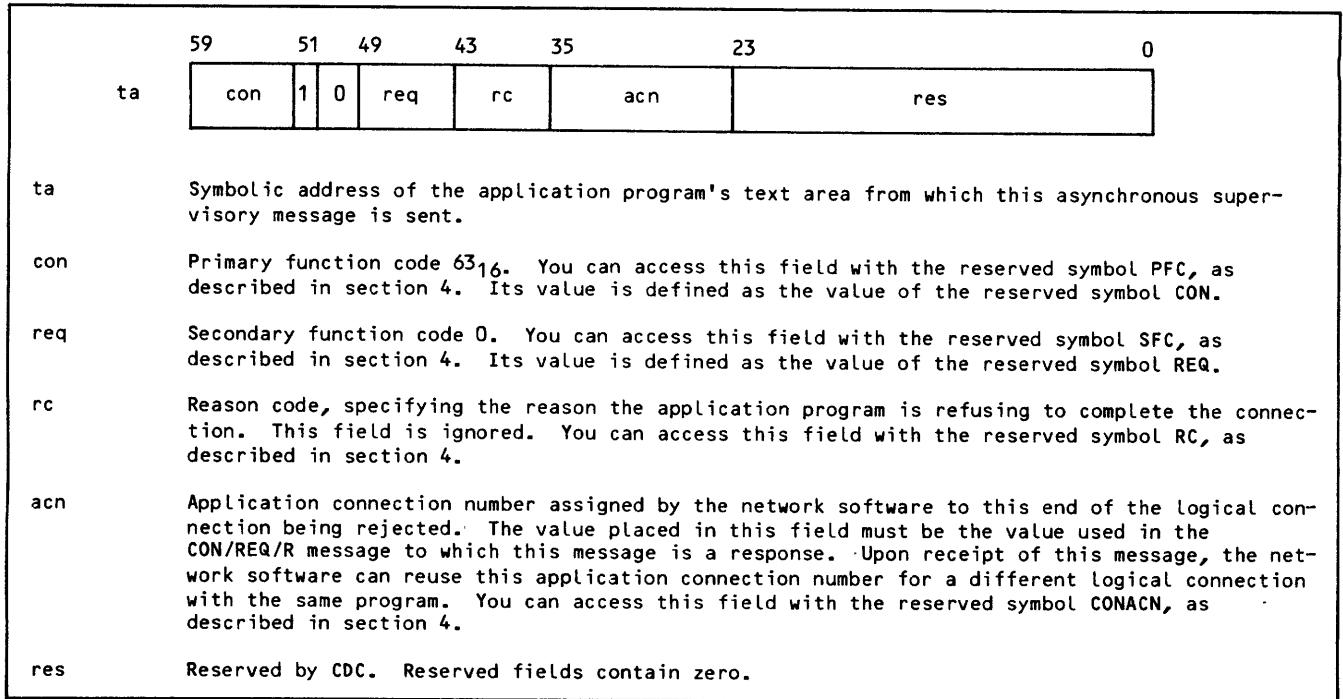 59 51 49 43 35 23 0
ta con 1 0 req rc acn res
ta Symbolic address of the application program's text area from which this asynchronous super-
visory message is sent.
con Primary function code 63₁₆. You can access this field with the reserved symbol PFC, as
described in section 4. Its value is defined as the value of the reserved symbol CON.
req Secondary function code 0. You can access this field with the reserved symbol SFC, as
described in section 4. Its value is defined as the value of the reserved symbol REQ.
rc Reason code, specifying the reason the application program is refusing to complete the connec-
tion. This field is ignored. You can access this field with the reserved symbol RC, as
described in section 4.
acn Application connection number assigned by the network software to this end of the logical con-
nection being rejected. The value placed in this field must be the value used in the
CON/REQ/R message to which this message is a response. Upon receipt of this message, the net-
work software can reuse this application connection number for a different logical connection
with the same program. You can access this field with the reserved symbol CONACN, as
described in section 4.
res Reserved by CDC. Reserved fields contain zero.